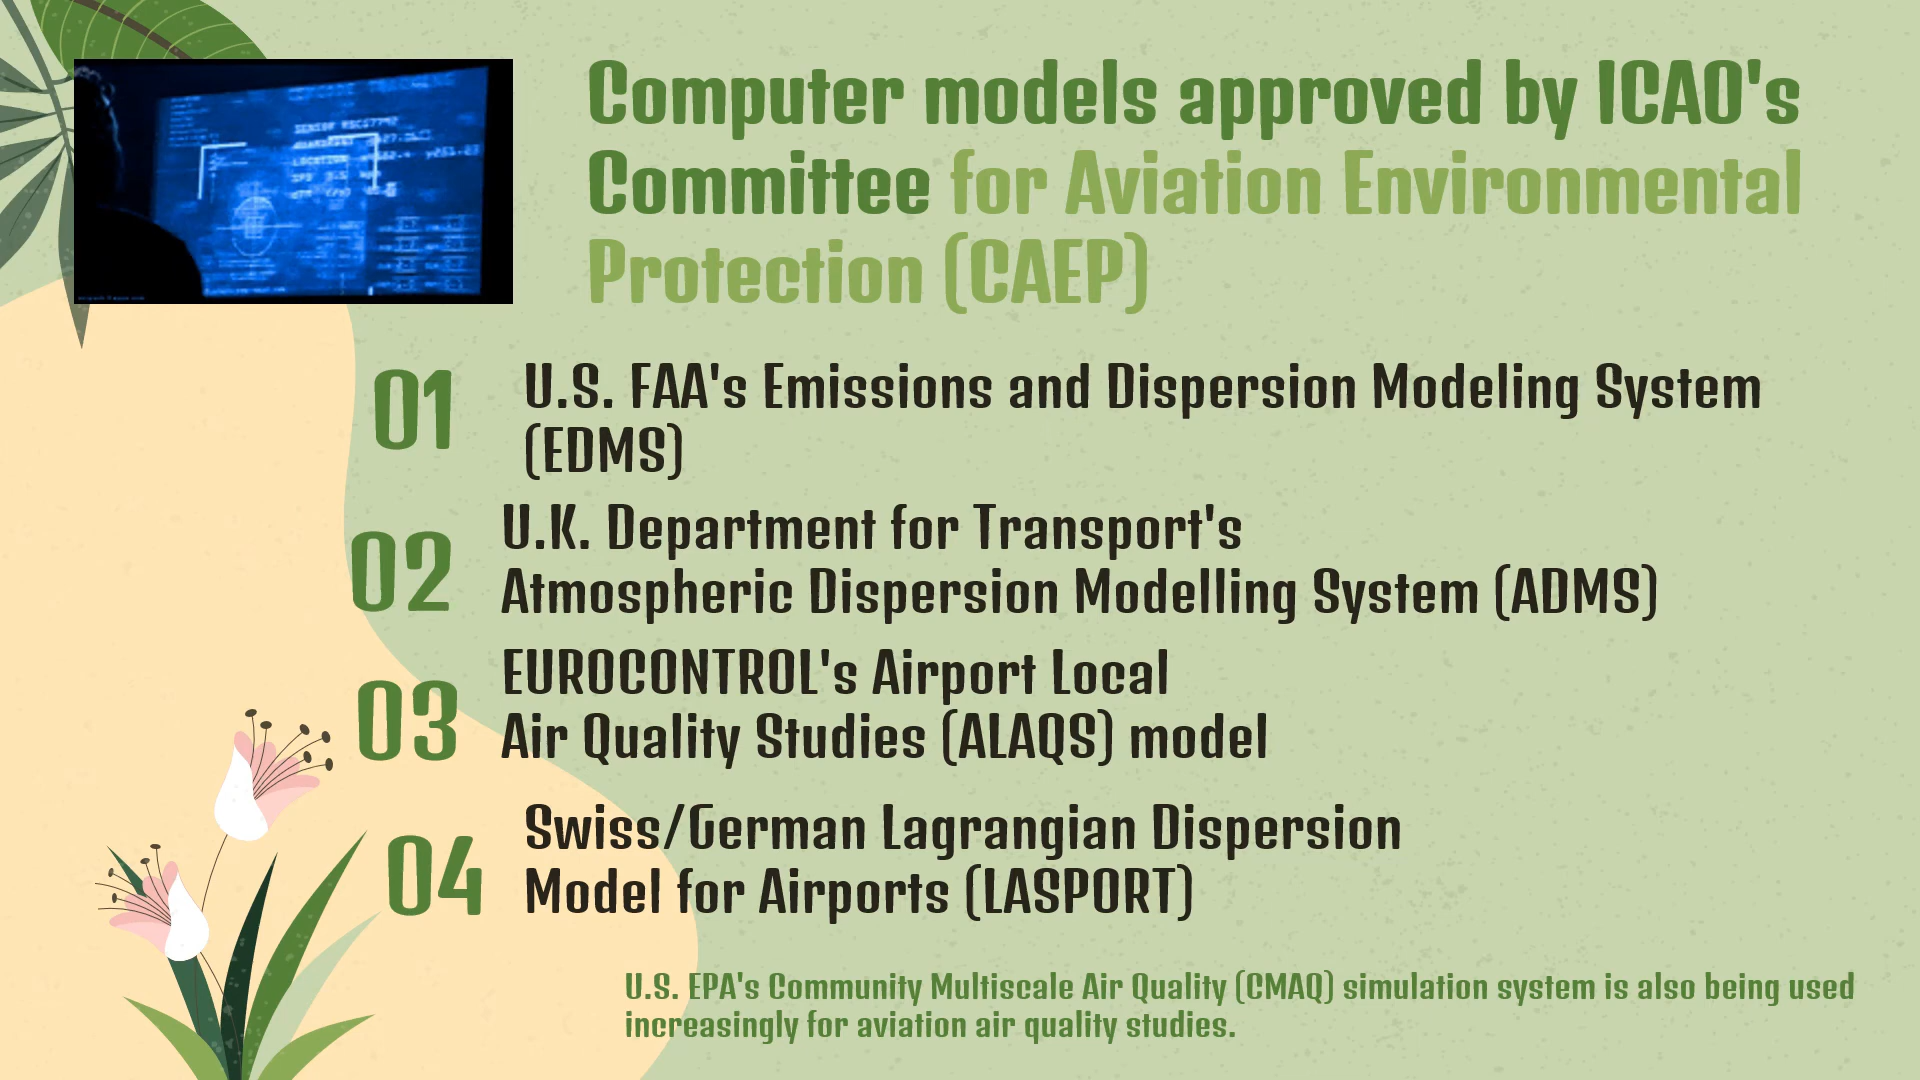 Computer models approved by ICAO's
Committee for Aviation Environmental
Protection (CAEP)
01
U.S. FAA's Emissions and Dispersion Modeling System
(EDMS)
02
U.K. Department for Transport's
Atmospheric Dispersion Modelling System (ADMS)
03
EUROCONTROL's Airport Local
Air Quality Studies (ALAQS) model
04
Swiss/German Lagrangian Dispersion
Model for Airports (LASPORT)
U.S. EPA's Community Multiscale Air Quality (CMAQ) simulation system is also being used
increasingly for aviation air quality studies.